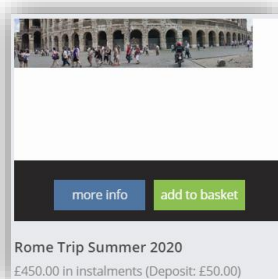 more info add to basket
Rome Trip Summer 2020
£450.00 in instalments (Deposit: £50.00)